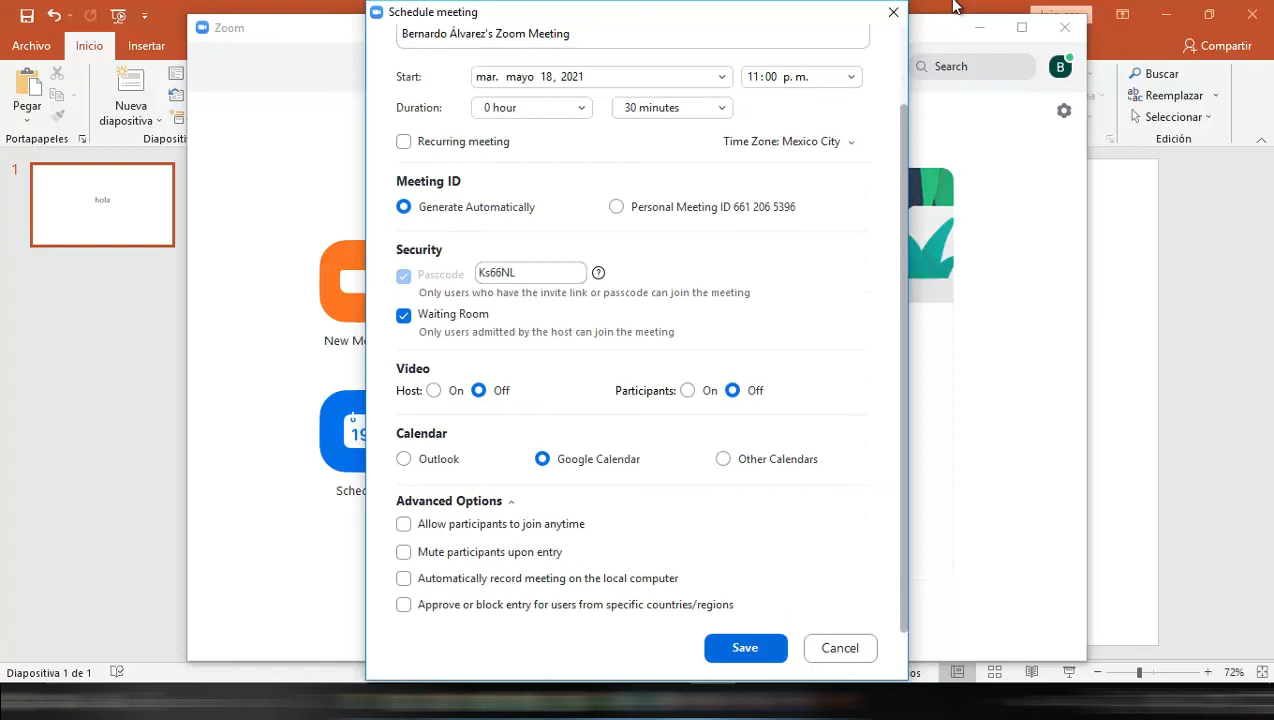 Schedule meeting
Zoom
Archivo Inicio Insertar
Compartir
Bernardo Álvarez's Zoom Meeting
Search
B
Pegar
Nueva
diapositiva
Buscar
Reemplazar
Seleccionar
Portapapeles
Edición
Start: mar. mayo 18, 2021 11:00 p. m.
Duration: 0 hour 30 minutes
Recurring meeting Time Zone: Mexico City
1
hola
Meeting ID
Generate Automatically Personal Meeting ID 661 206 5396
Security
Passcode Ks66NL ?
Only users who have the invite link or passcode can join the meeting
Waiting Room
Only users admitted by the host can join the meeting
New M
Video
Host: On Off Participants: On Off
Calendar
19
Outlook Google Calendar Other Calendars
Sched
Advanced Options
Allow participants to join anytime
Mute participants upon entry
Automatically record meeting on the local computer
Approve or block entry for users from specific countries/regions
Save Cancel
Diapositiva 1 de 1
72%